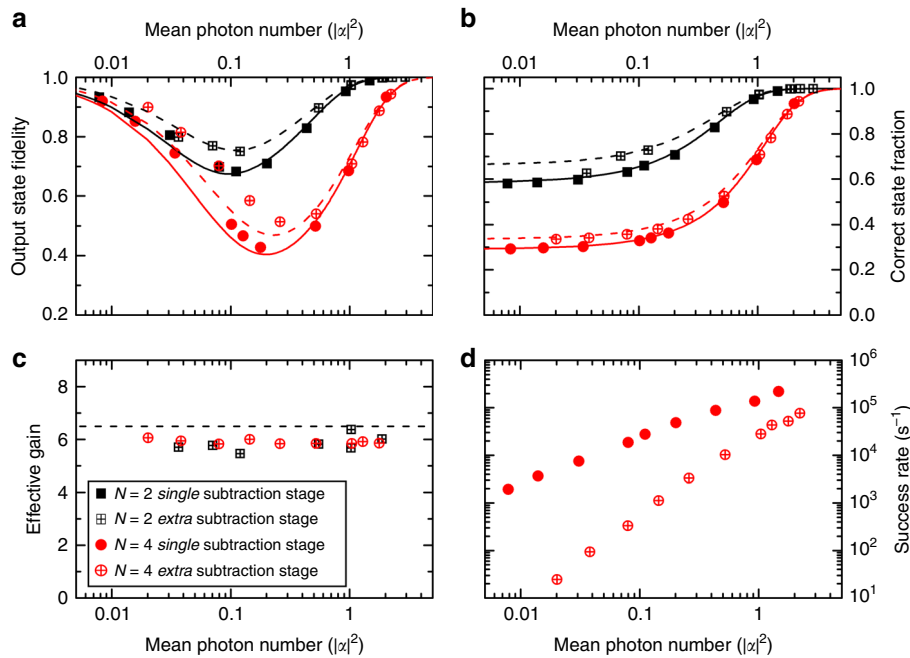 a
Mean photon number (|α|²)
0.01 0.1 1
Output state fidelity
1.0
0.8
0.6
0.4
0.2
b
Mean photon number (|α|²)
0.01 0.1 1
1.0
0.8
0.6
0.4
0.2
0.0
Correct state fraction
c
Effective gain
8
6
4
2
0
N = 2 single subtraction stage
N = 2 extra subtraction stage
N = 4 single subtraction stage
N = 4 extra subtraction stage
0.01 0.1 1
Mean photon number (|α|²)
d
10⁶
10⁵
10⁴
10³
10²
10¹
Success rate (s⁻¹)
0.01 0.1 1
Mean photon number (|α|²)